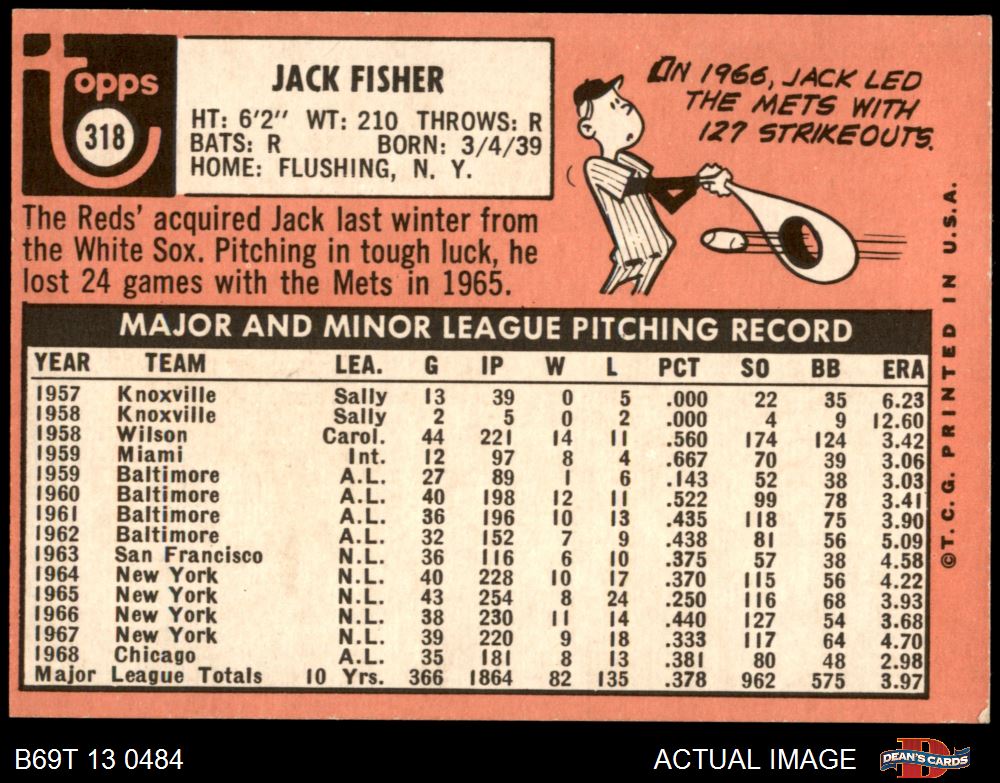 topps
318
JACK FISHER
HT: 6'2" WT: 210 THROWS: R
BATS: R BORN: 3/4/39
HOME: FLUSHING, N. Y.
ON 1966, JACK LED
THE METS WITH
127 STRIKEOUTS.
The Reds' acquired Jack last winter from
the White Sox. Pitching in tough luck, he
lost 24 games with the Mets in 1965.
MAJOR AND MINOR LEAGUE PITCHING RECORD
YEAR TEAM LEA. G IP W L PCT SO BB ERA
1957 Knoxville Sally 13 39 0 5 .000 22 35 6.23
1958 Knoxville Sally 2 5 0 2 .000 4 9 12.60
1958 Wilson Carol. 44 221 14 11 .560 174 124 3.42
1959 Miami Int. 12 97 8 4 .667 70 39 3.06
1959 Baltimore A.L. 27 89 1 6 .143 52 38 3.03
1960 Baltimore A.L. 40 198 12 11 .522 99 78 3.41
1961 Baltimore A.L. 36 196 10 13 .435 118 75 3.90
1962 Baltimore A.L. 32 152 7 9 .438 81 56 5.09
1963 San Francisco N.L. 36 116 6 10 .375 57 38 4.58
1964 New York N.L. 40 228 10 17 .370 115 56 4.22
1965 New York N.L. 43 254 8 24 .250 116 68 3.93
1966 New York N.L. 38 230 11 14 .440 127 54 3.68
1967 New York N.L. 39 220 9 18 .333 117 64 4.70
1968 Chicago A.L. 35 181 8 13 .381 80 48 2.98
Major League Totals 10 Yrs. 366 1864 82 135 .378 962 575 3.97
©T. C. G. PRINTED IN U.S.A.
B69T 13 0484
ACTUAL IMAGE
D
DEAN'S CARDS